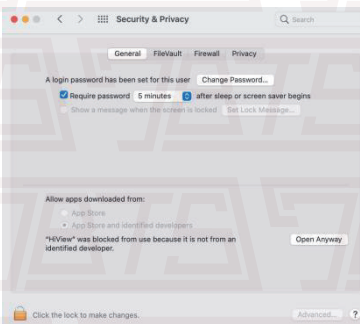 Security & Privacy
Search
General FileVault Firewall Privacy
A login password has been set for this user Change Password...
Require password 5 minutes after sleep or screen saver begins
Show a message when the screen is locked Set Lock Message...
Allow apps downloaded from:
App Store
App Store and identified developers
"HiView" was blocked from use because it is not from an Open Anyway
identified developer.
Click the lock to make changes. Advanced... ?